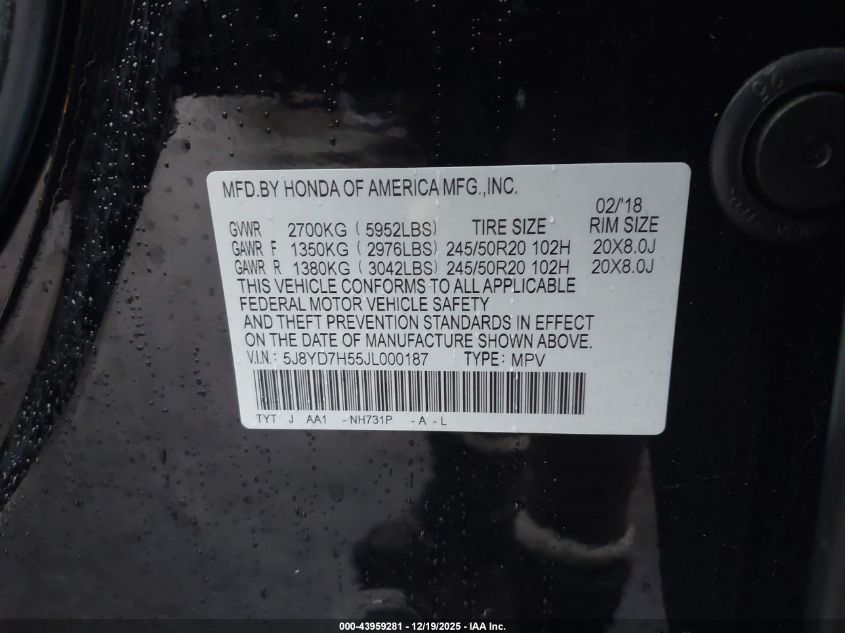 MFD.BY HONDA OF AMERICA MFG.,INC.
02/'18
GVWR 2700KG ( 5952LBS) TIRE SIZE RIM SIZE
GAWR F 1350KG ( 2976LBS) 245/50R20 102H 20X8.0J
GAWR R 1380KG ( 3042LBS) 245/50R20 102H 20X8.0J
THIS VEHICLE CONFORMS TO ALL APPLICABLE
FEDERAL MOTOR VEHICLE SAFETY
AND THEFT PREVENTION STANDARDS IN EFFECT
ON THE DATE OF MANUFACTURE SHOWN ABOVE.
V.I.N.: 5J8YD7H55JL000187 TYPE: MPV
TYT J AA1 -NH731P -A -L
000-43959281 - 12/19/2025 - IAA Inc.